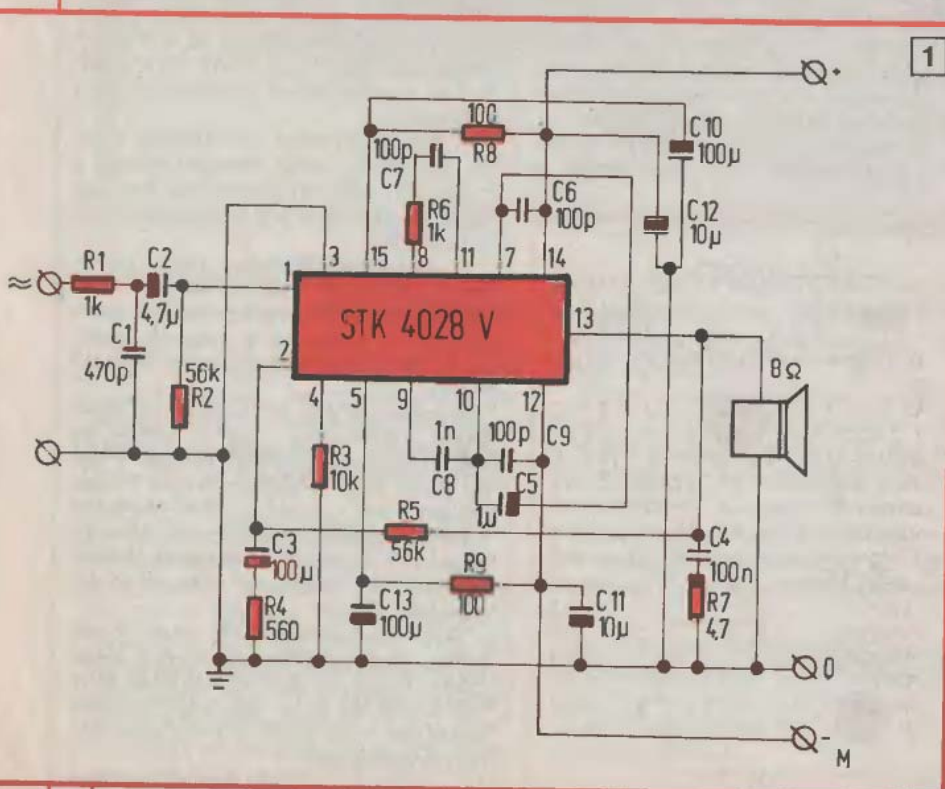 1
+
100
R8
C10
100µ
100p
C7
R6
1k
C6
100p
C12
10µ
3
15
8
11
7
14
≈
R1
1k
C2
4,7µ
1
STK 4028 V
13
C1
470p
56k
R2
2
8Ω
4
5
9
10
12
R3
10k
1n
C8
100p
C9
C5
1µ
R5
56k
C3
100µ
R4
560
C13
100µ
R9
100
C11
10µ
C4
100n
R7
4,7
0
-
M